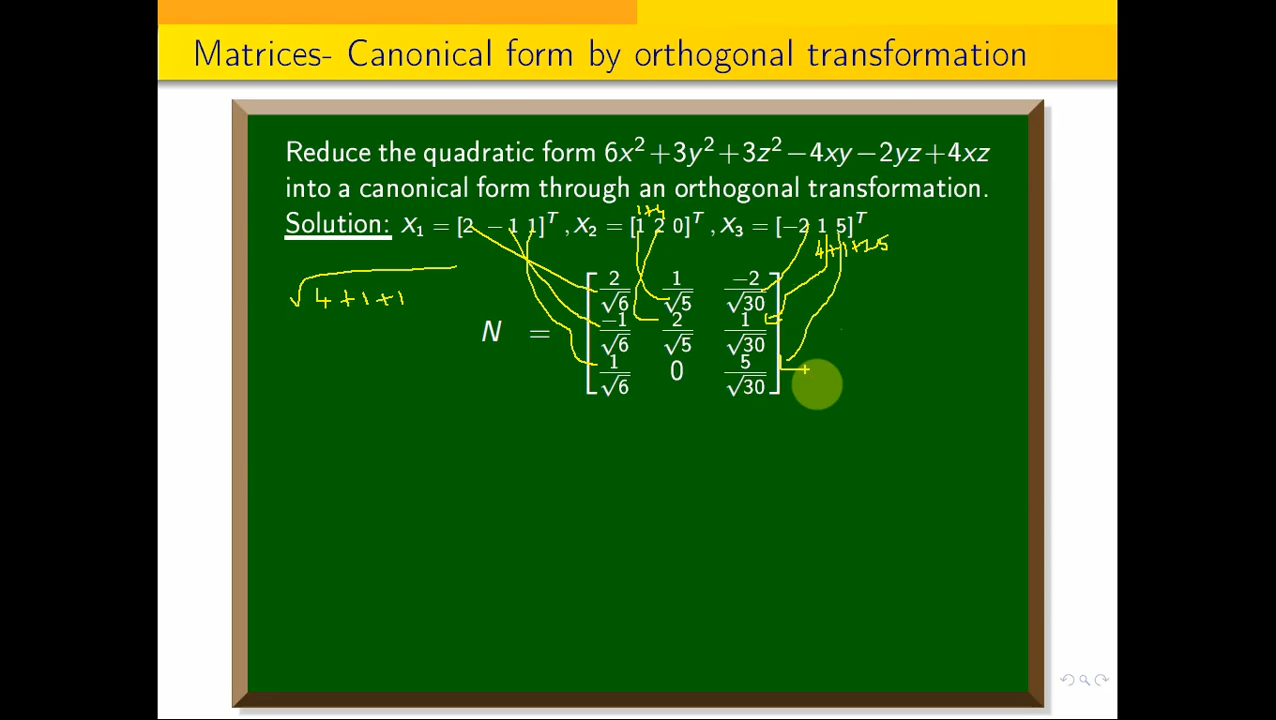 Matrices- Canonical form by orthogonal transformation
Reduce the quadratic form 6x² +3y² +3z² −4xy −2yz +4xz
into a canonical form through an orthogonal transformation.
1+4
Solution: X₁ = [2 −1 1]ᵀ , X₂ = [1 2 0]ᵀ , X₃ = [−2 1 5]ᵀ
4+1+25
√4+1+1
N = [ 2/√6 1/√5 −2/√30
−1/√6 2/√5 1/√30
1/√6 0 5/√30 ]